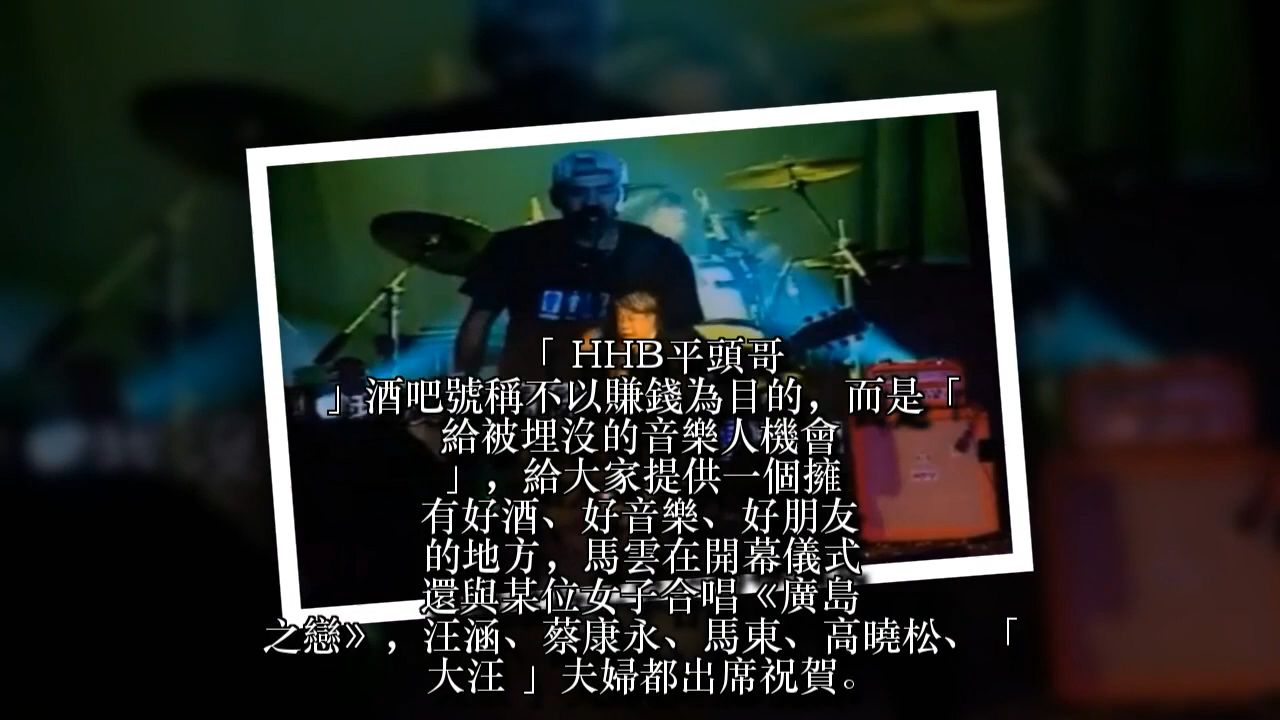 「 HHB平頭哥
」酒吧號稱不以賺錢為目的，而是「
給被埋沒的音樂人機會
」，給大家提供一個擁
有好酒、好音樂、好朋友
的地方，馬雲在開幕儀式
還與某位女子合唱《廣島
之戀》，汪涵、蔡康永、馬東、高曉松、「
大汪 」夫婦都出席祝賀。